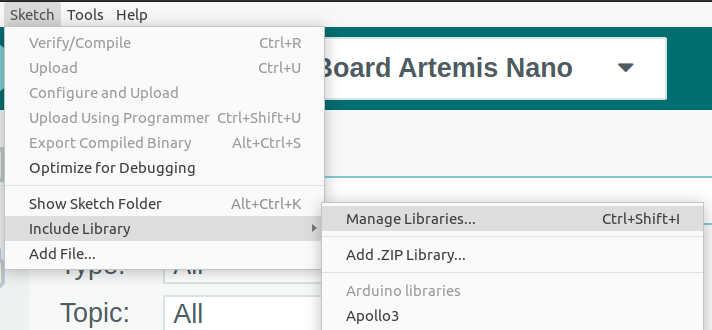 Sketch Tools Help
Verify/Compile Ctrl+R
Upload Ctrl+U
Configure and Upload
Upload Using Programmer Ctrl+Shift+U
Export Compiled Binary Alt+Ctrl+S
Optimize for Debugging
Show Sketch Folder Alt+Ctrl+K
Include Library
Add File...
Board Artemis Nano
Manage Libraries... Ctrl+Shift+I
Add .ZIP Library...
Arduino libraries
Apollo3
Type: All
Topic: All